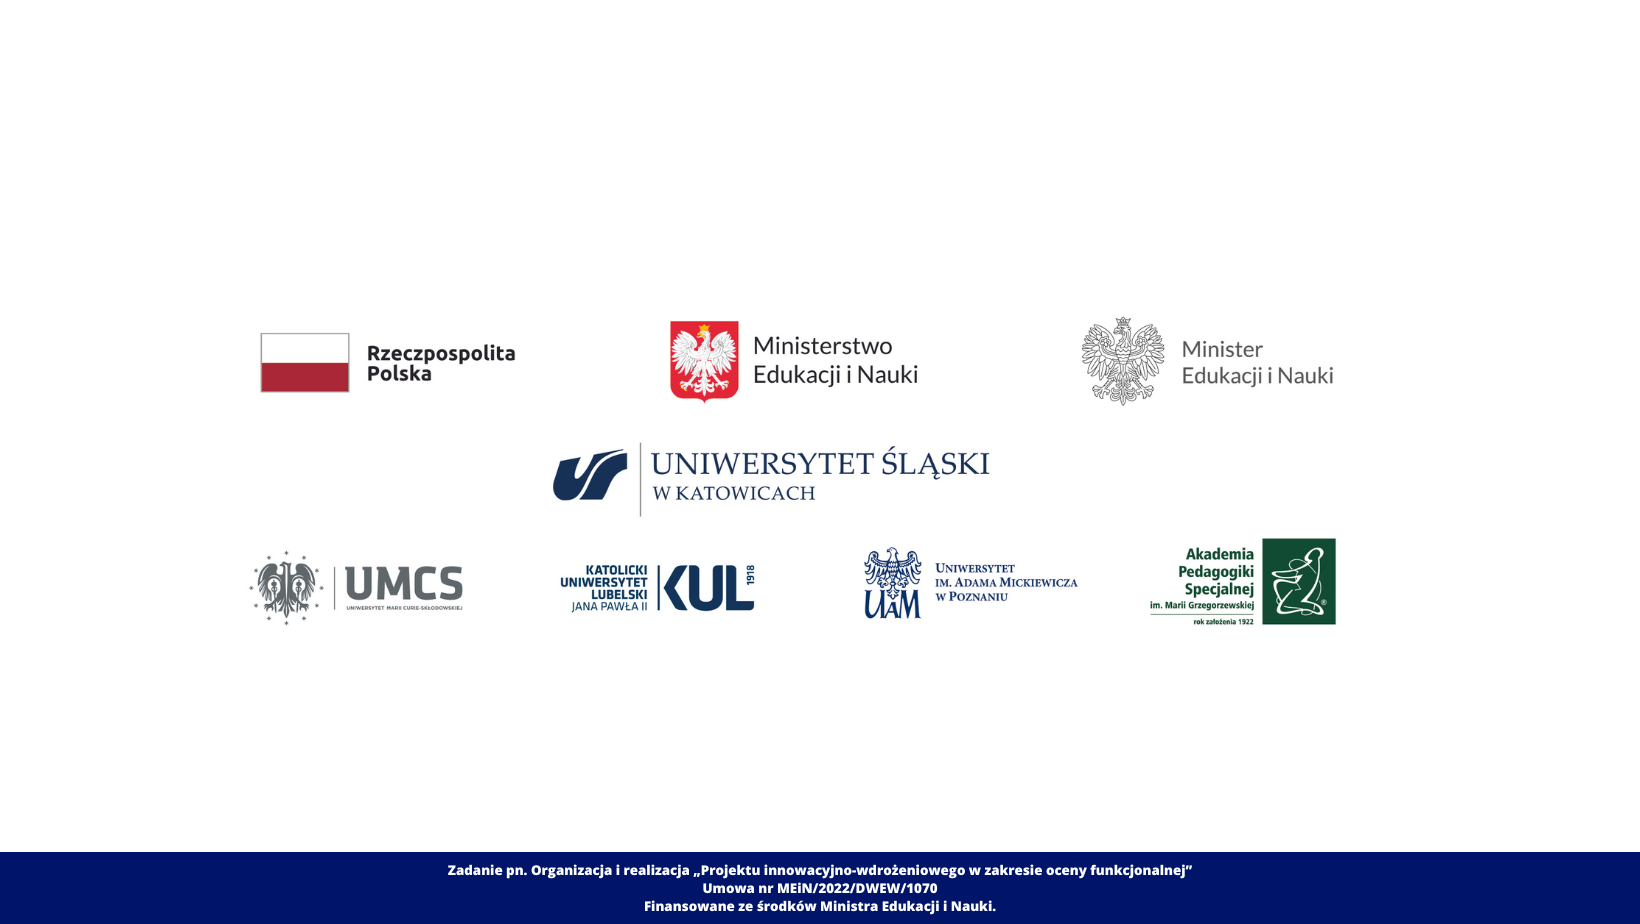 Rzeczpospolita
Polska
Ministerstwo
Edukacji i Nauki
Minister
Edukacji i Nauki
UNIWERSYTET ŚLĄSKI
W KATOWICACH
UMCS
UNIWERSYTET MARII CURIE-SKŁODOWSKIEJ
KATOLICKI
UNIWERSYTET
LUBELSKI
JANA PAWŁA II
KUL
1918
UAM
UNIWERSYTET
IM. ADAMA MICKIEWICZA
W POZNANIU
Akademia
Pedagogiki
Specjalnej
im. Marii Grzegorzewskiej
rok założenia 1922
®
Zadanie pn. Organizacja i realizacja „Projektu innowacyjno-wdrożeniowego w zakresie oceny funkcjonalnej”
Umowa nr MEiN/2022/DWEW/1070
Finansowane ze środków Ministra Edukacji i Nauki.